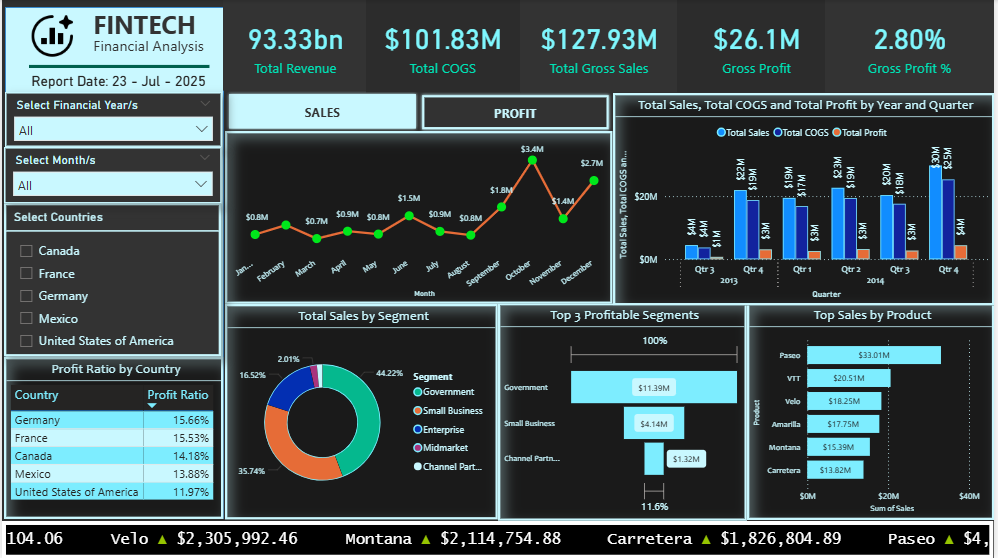 FINTECH
Financial Analysis
Report Date: 23 - Jul - 2025
93.33bn
Total Revenue
$101.83M
Total COGS
$127.93M
Total Gross Sales
$26.1M
Gross Profit
2.80%
Gross Profit %
Select Financial Year/s
All
Select Month/s
All
Select Countries
Canada
France
Germany
Mexico
United States of America
Profit Ratio by Country
Country Profit Ratio
Germany 15.66%
France 15.53%
Canada 14.18%
Mexico 13.88%
United States of America 11.97%
SALES
PROFIT
$0.8M
$0.7M
$0.9M
$0.8M
$1.5M
$0.9M
$0.8M
$1.8M
$3.4M
$1.4M
$2.7M
Jan...
February
March
April
May
June
July
August
September
October
November
December
Month
Total Sales, Total COGS and Total Profit by Year and Quarter
Total Sales Total COGS Total Profit
Total Sales, Total COGS an...
$20M
$0M
$4M
$4M
$1M
$22M
$19M
$3M
$19M
$17M
$3M
$23M
$19M
$3M
$20M
$18M
$3M
$30M
$25M
$4M
Qtr 3 Qtr 4 Qtr 1 Qtr 2 Qtr 3 Qtr 4
2013 2014
Quarter
Total Sales by Segment
2.01%
16.52%
44.22%
35.74%
Segment
Government
Small Business
Enterprise
Midmarket
Channel Part...
Top 3 Profitable Segments
100%
Government $11.39M
Small Business $4.14M
Channel Partn... $1.32M
11.6%
Top Sales by Product
Product
Paseo $33.01M
VTT $20.51M
Velo $18.25M
Amarilla $17.75M
Montana $15.39M
Carretera $13.82M
$0M $20M $40M
Sum of Sales
104.06 Velo ▲ $2,305,992.46 Montana ▲ $2,114,754.88 Carretera ▲ $1,826,804.89 Paseo ▲ $4,